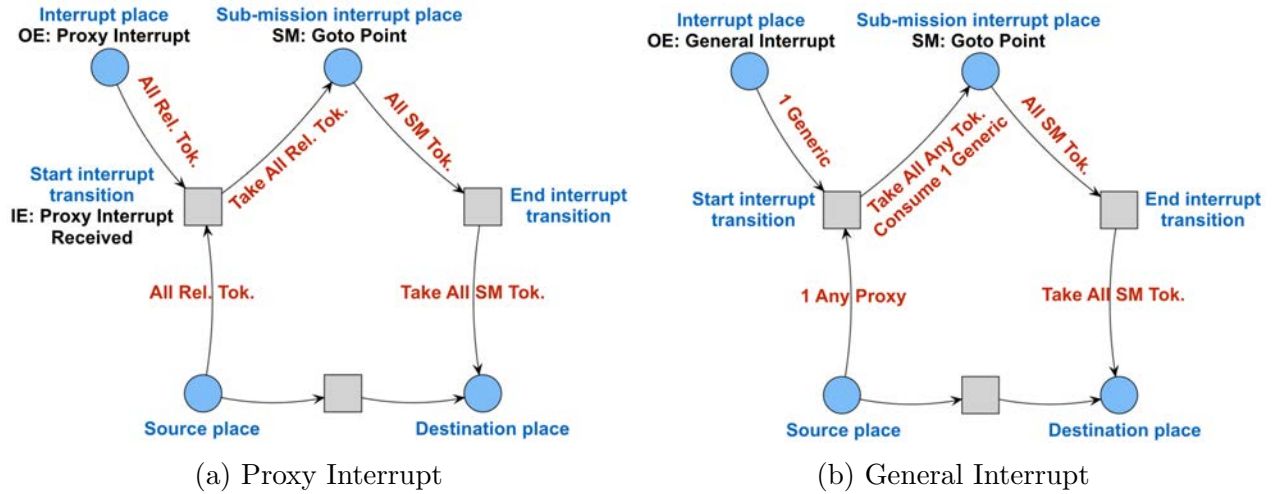 Interrupt place
OE: Proxy Interrupt
Sub-mission interrupt place
SM: Goto Point
All Rel. Tok.
Take All Rel. Tok.
All SM Tok.
Start interrupt
transition
IE: Proxy Interrupt
Received
End interrupt
transition
All Rel. Tok.
Take All SM Tok.
Source place
Destination place
(a) Proxy Interrupt
Interrupt place
OE: General Interrupt
Sub-mission interrupt place
SM: Goto Point
1 Generic
Take All Any Tok.
Consume 1 Generic
All SM Tok.
Start interrupt
transition
End interrupt
transition
1 Any Proxy
Take All SM Tok.
Source place
Destination place
(b) General Interrupt